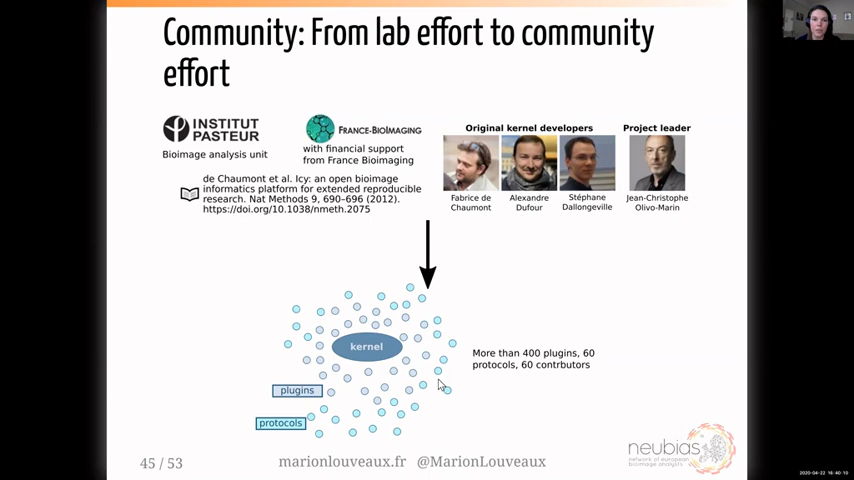 Community: From lab effort to community
effort
INSTITUT
PASTEUR
Bioimage analysis unit
FRANCE-BIOIMAGING
with financial support
from France Bioimaging
de Chaumont et al. Icy: an open bioimage
informatics platform for extended reproducible
research. Nat Methods 9, 690–696 (2012).
https://doi.org/10.1038/nmeth.2075
Original kernel developers
Project leader
Fabrice de
Chaumont
Alexandre
Dufour
Stéphane
Dallongeville
Jean-Christophe
Olivo-Marin
kernel
plugins
protocols
More than 400 plugins, 60
protocols, 60 contrbutors
45 / 53
marionlouveaux.fr @MarionLouveaux
neubias
network of european
bioimage analysts
2020-04-22 16:40:10